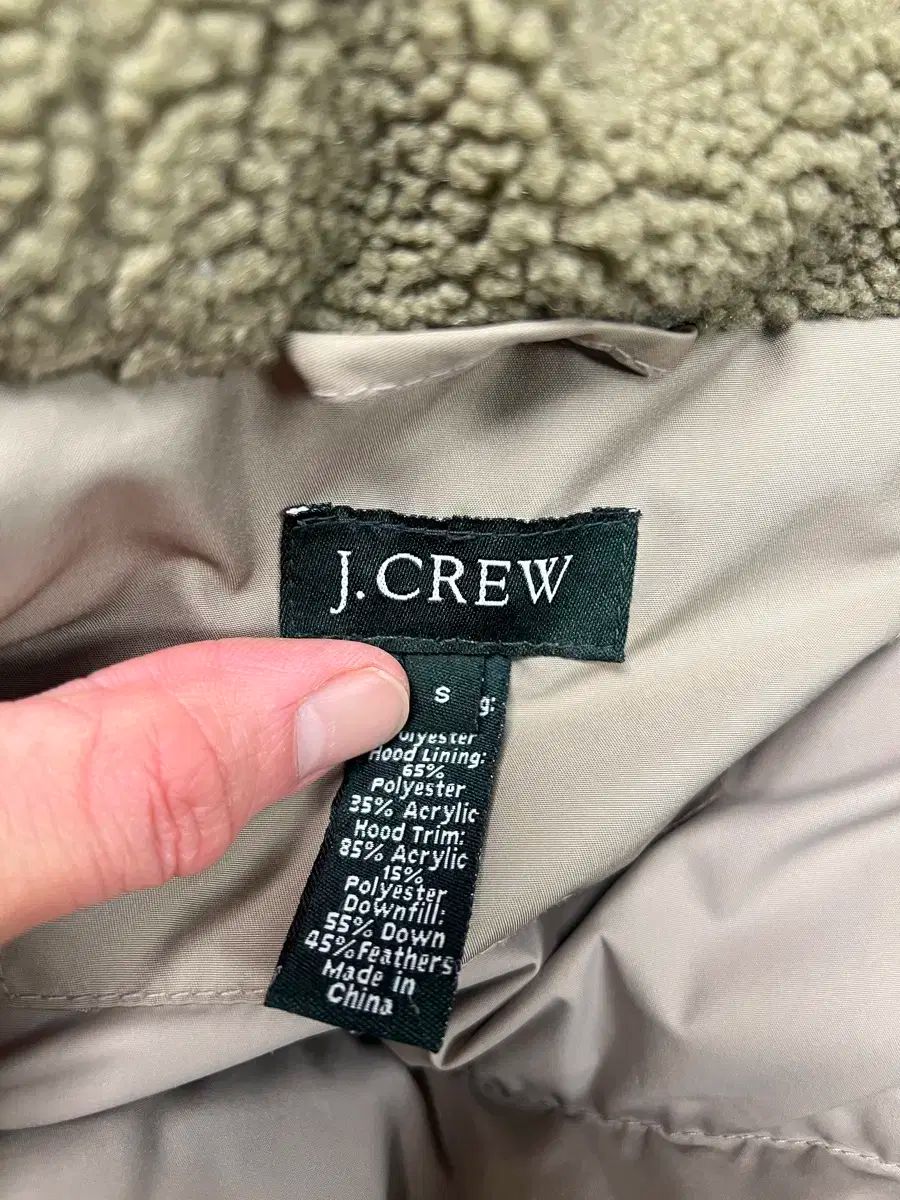 J.CREW
S
g:
olyester
Hood Lining:
65%
Polyester
35% Acrylic
Hood Trim:
85% Acrylic
15%
Polyester
Downfill:
55% Down
45%Feathers
Made in
China